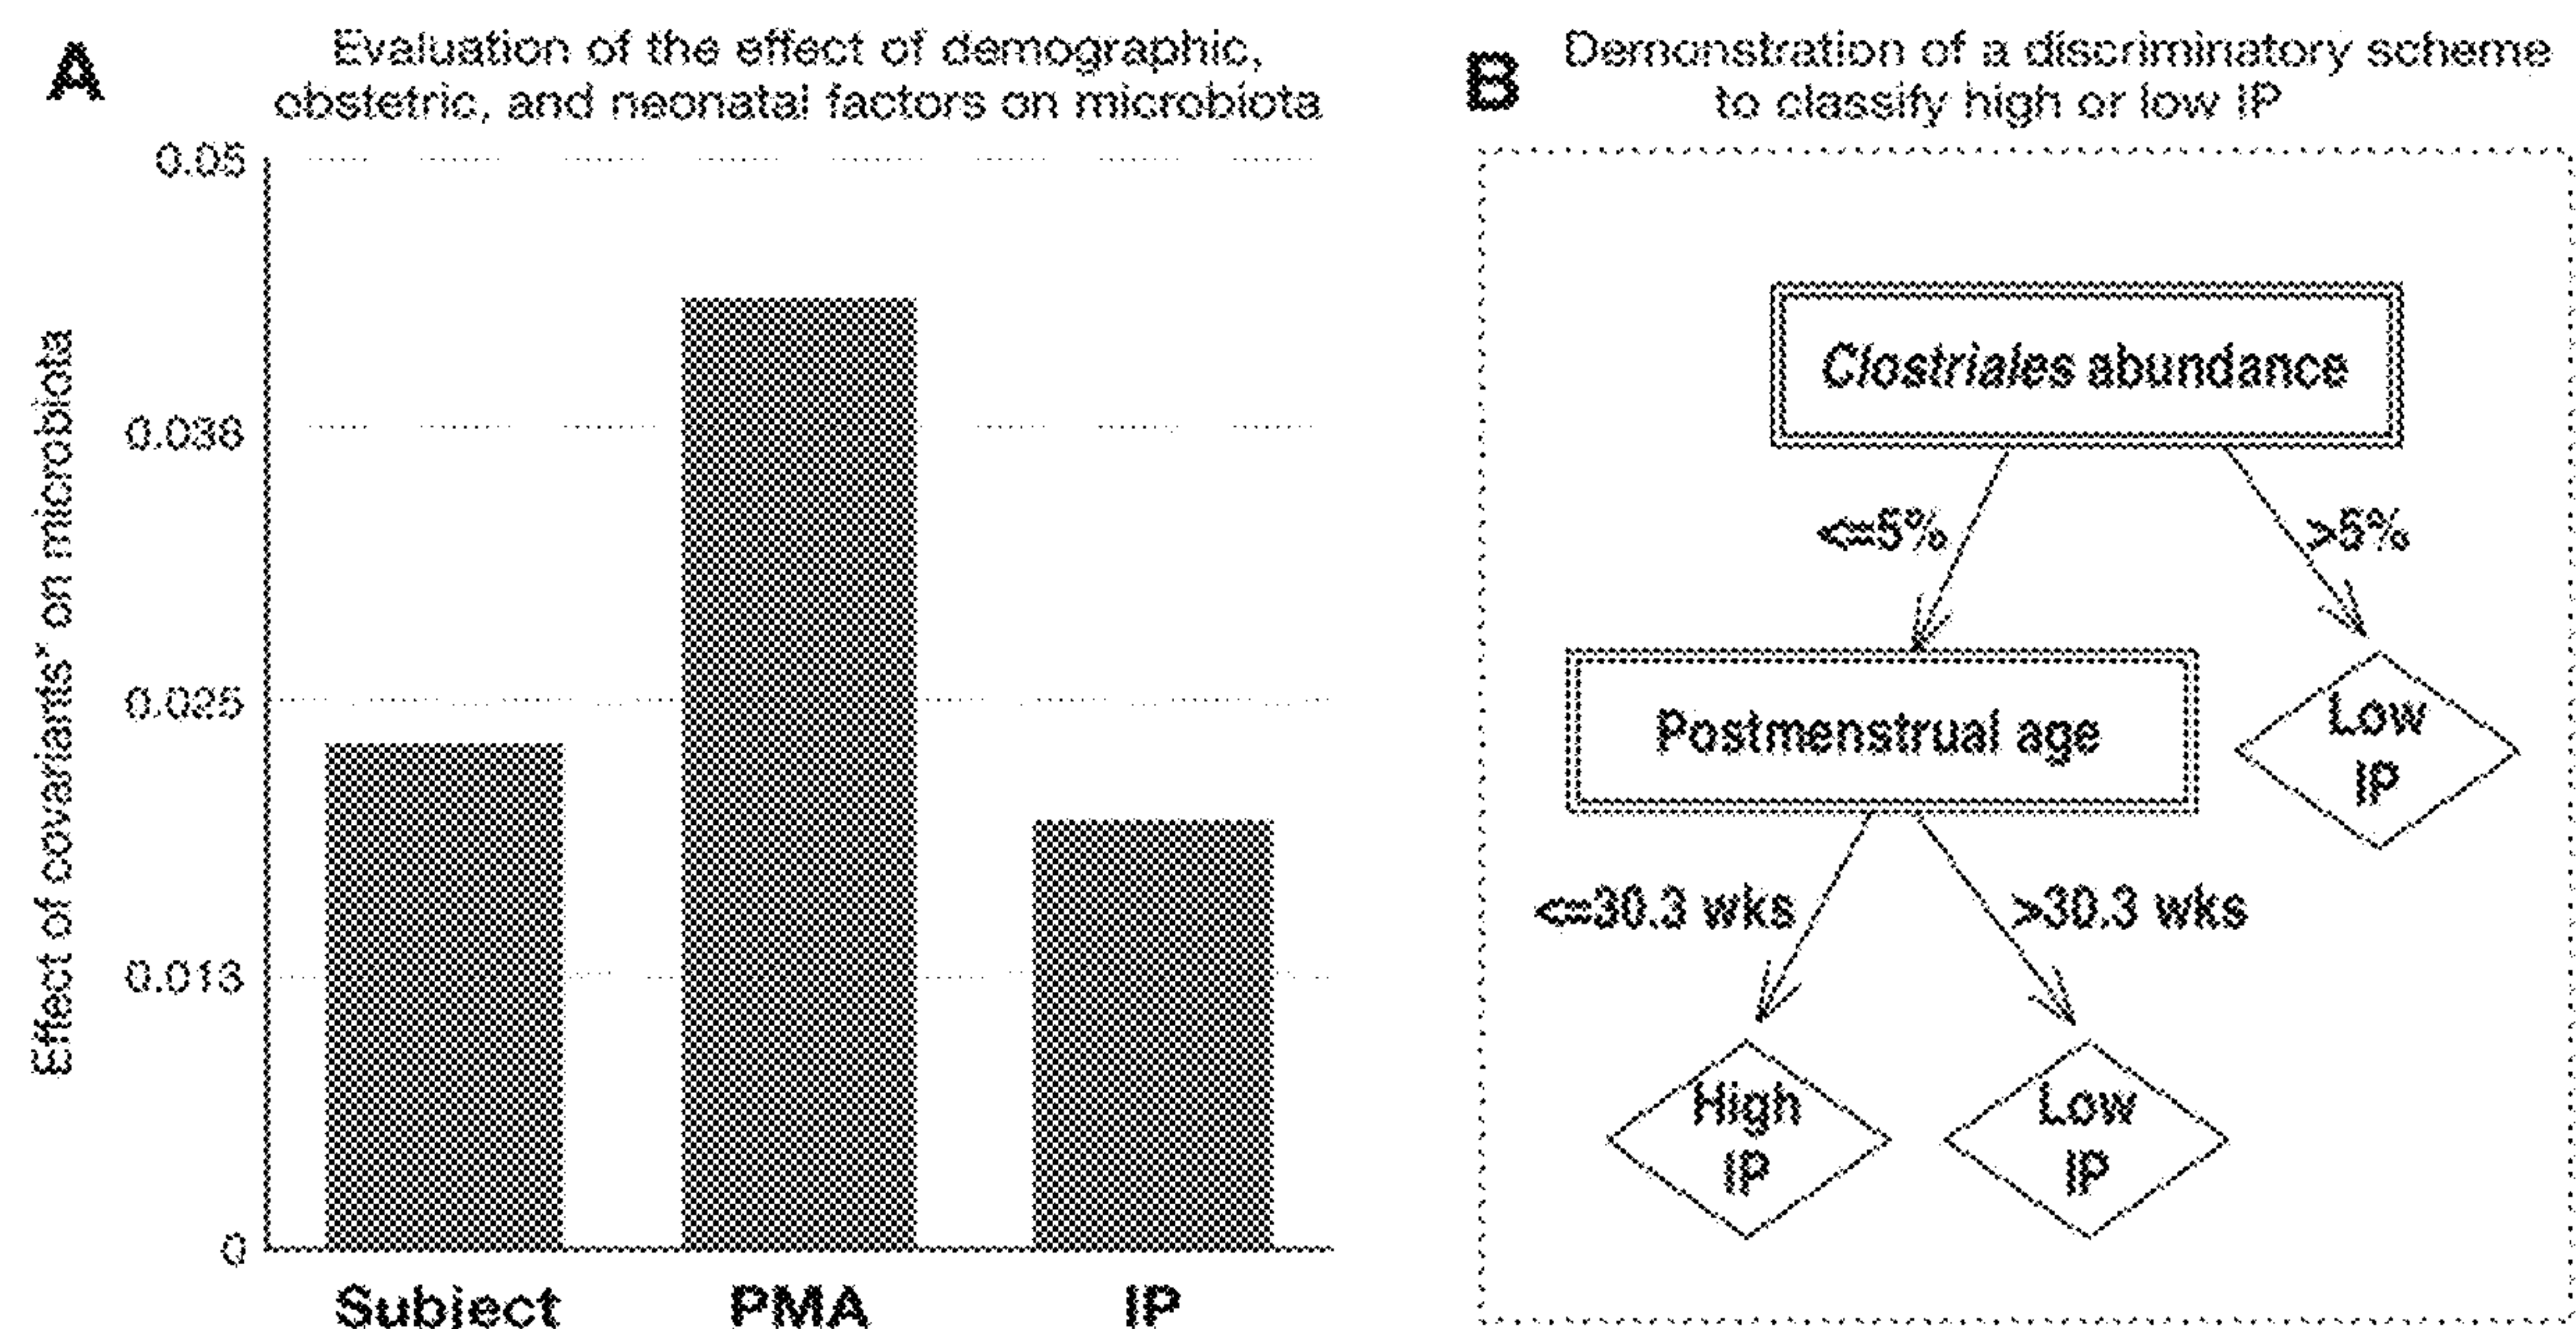 A
Evaluation of the effect of demographic,
obstetric, and neonatal factors on microbiota
Effect of covariants* on microbiota
0.05
0.038
0.025
0.013
0
Subject
PMA
IP
B
Demonstration of a discriminatory scheme
to classify high or low IP
Clostriales abundance
<=5%
>5%
Postmenstrual age
Low
IP
<=30.3 wks
>30.3 wks
High
IP
Low
IP